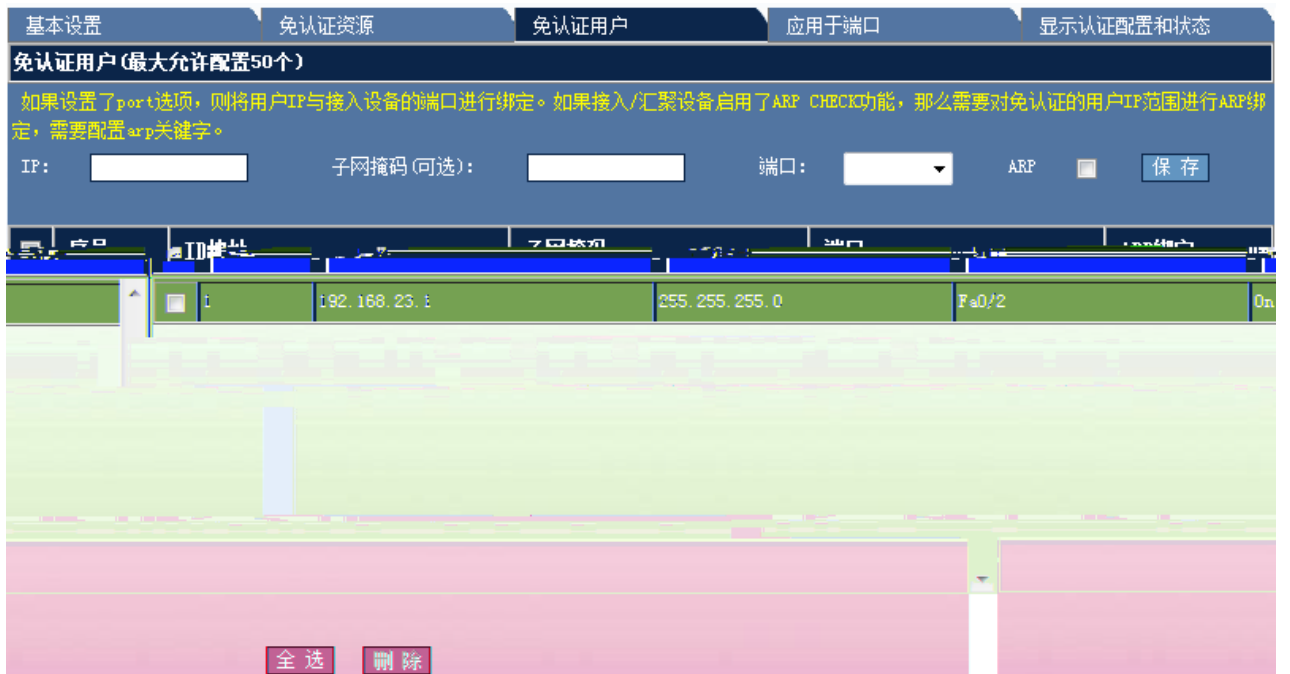 基本设置 免认证资源 免认证用户 应用于端口 显示认证配置和状态
免认证用户(最大允许配置50个)
如果设置了port选项，则将用户IP与接入设备的端口进行绑定。如果接入/汇聚设备启用了ARP CHECK功能，那么需要对免认证的用户IP范围进行ARP绑
定，需要配置arp关键字。
IP: 子网掩码(可选): 端口: ARP 保 存
1 192.168.23.1 255.255.255.0 Fa0/2 On
全 选 删 除